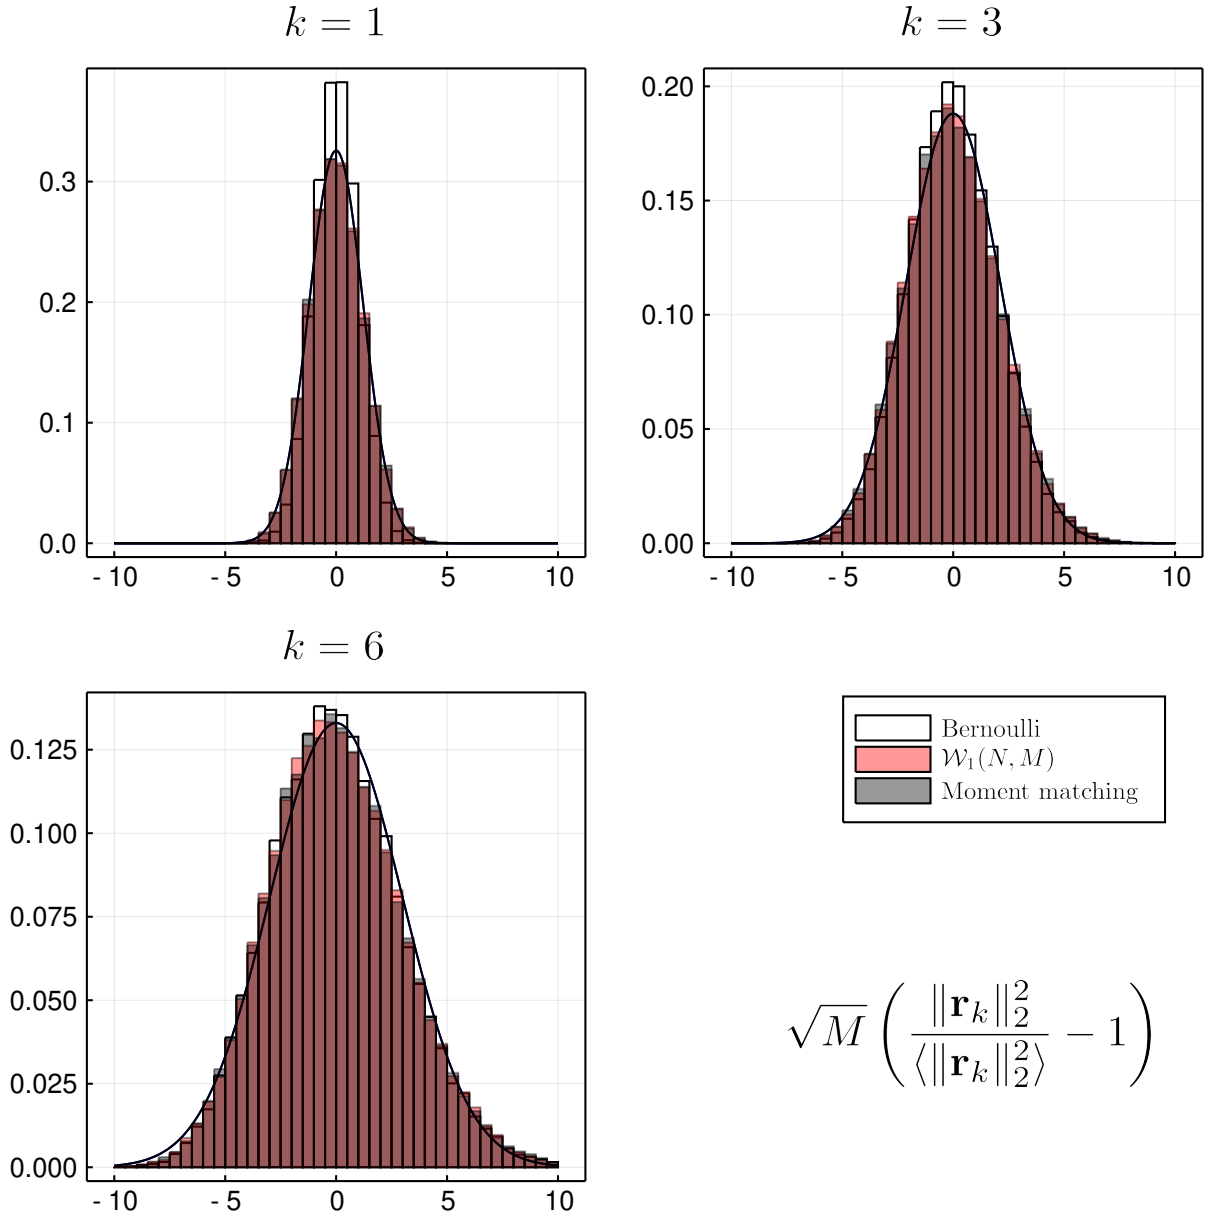 k = 1
0.3
0.2
0.1
0.0
- 10 - 5 0 5 10
k = 3
0.20
0.15
0.10
0.05
0.00
- 10 - 5 0 5 10
k = 6
0.125
0.100
0.075
0.050
0.025
0.000
- 10 - 5 0 5 10
Bernoulli
𝒲₁(N, M)
Moment matching
√M ( ‖𝐫ₖ‖₂² / ⟨‖𝐫ₖ‖₂²⟩ − 1 )